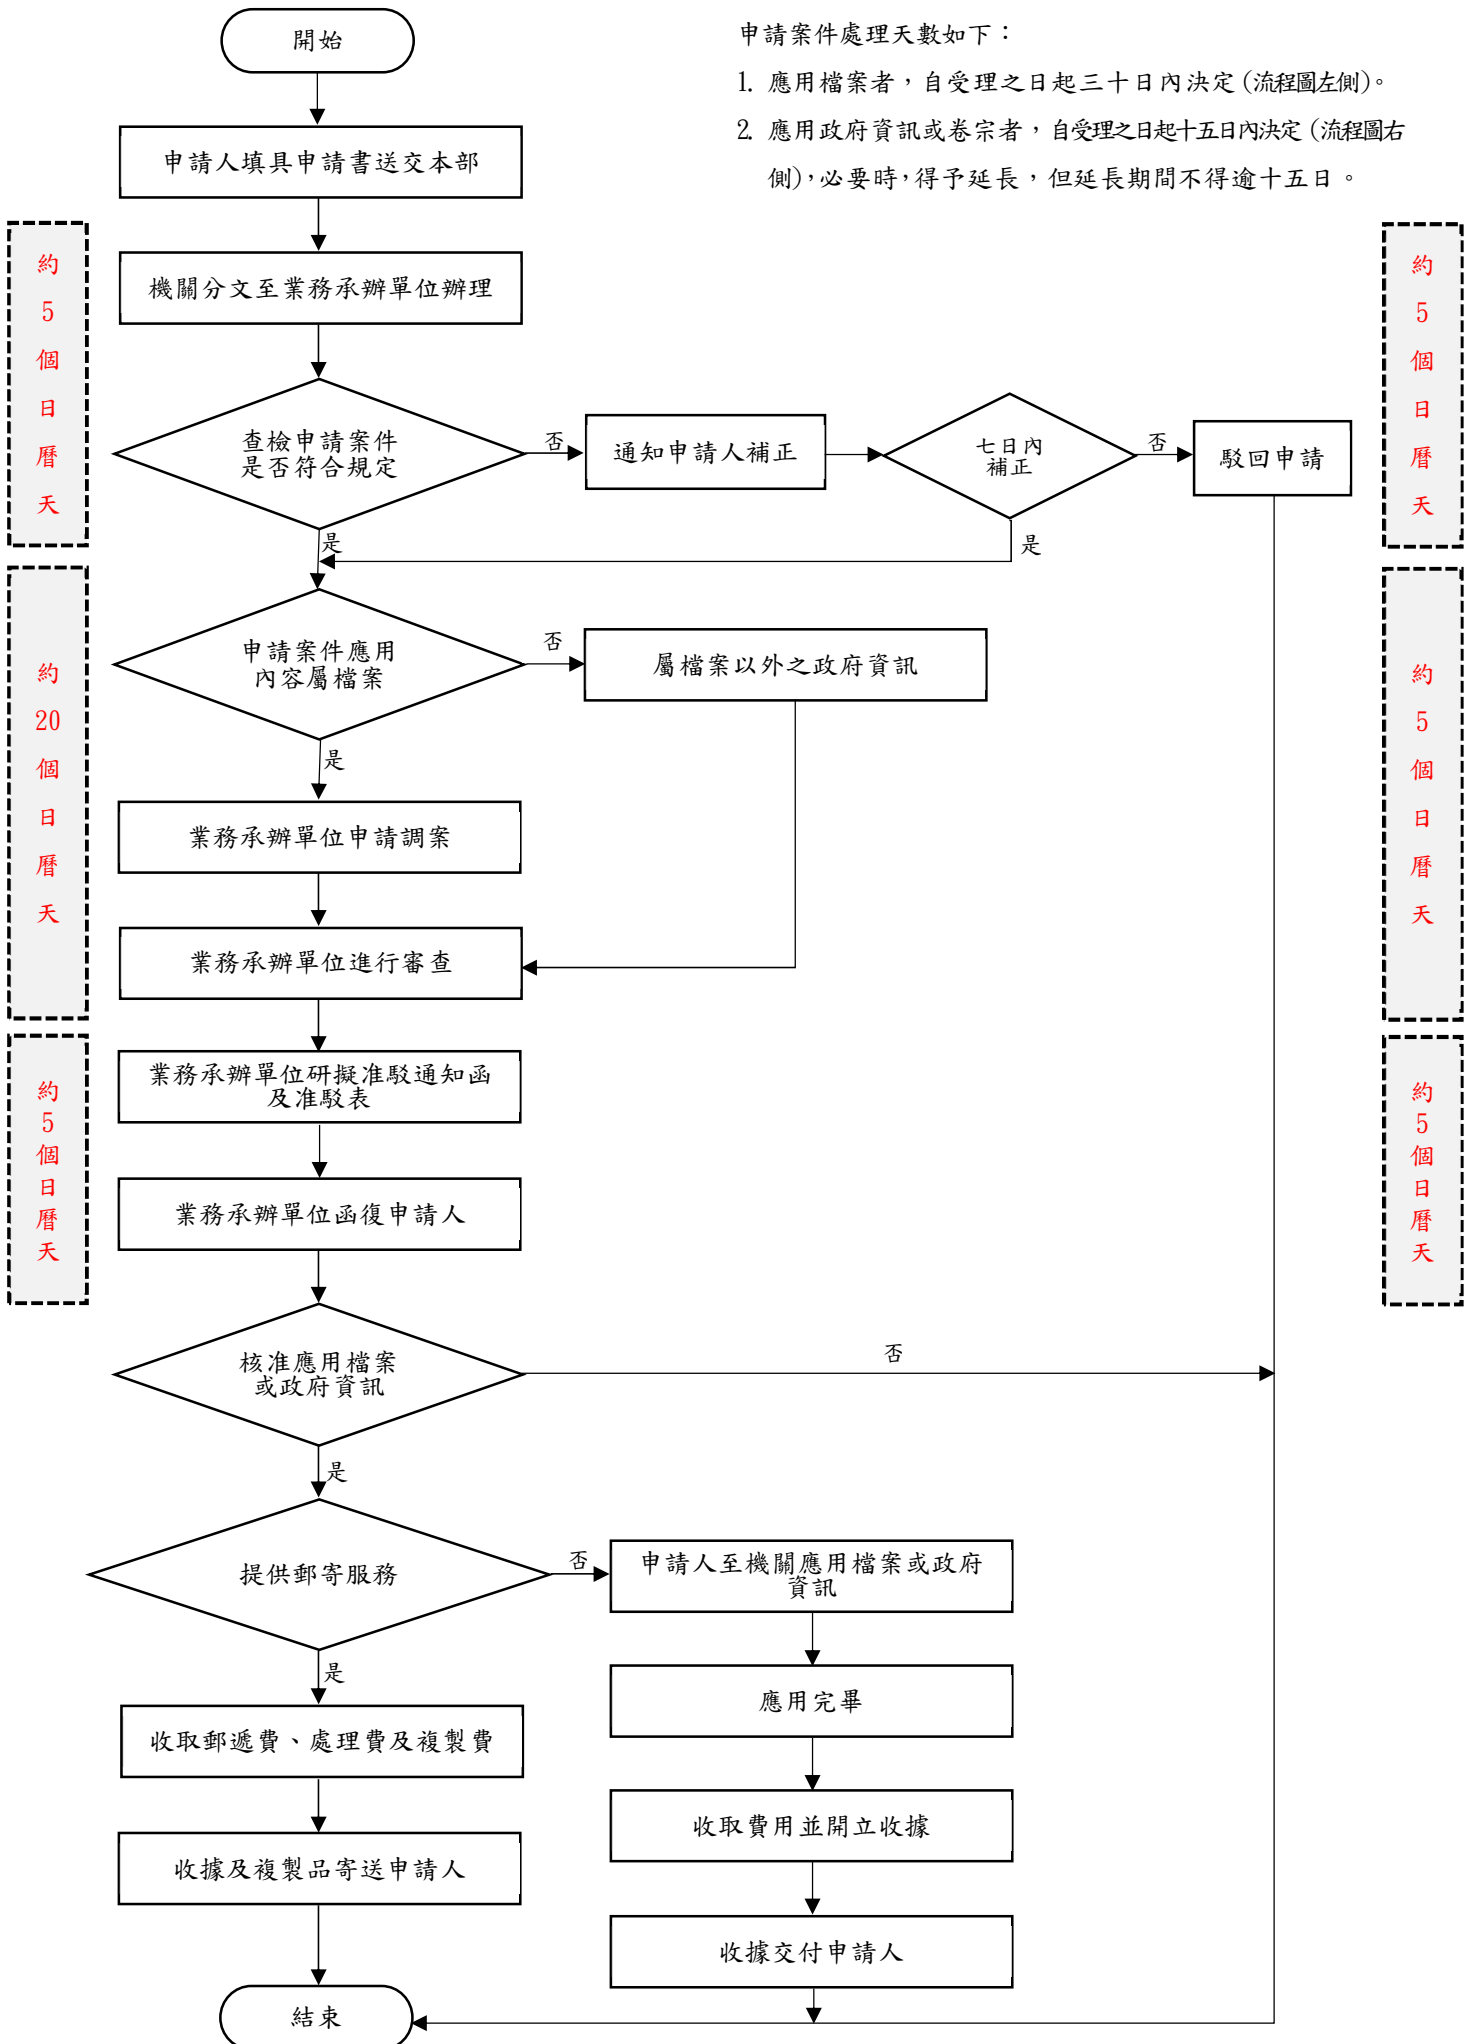 開始
申請案件處理天數如下：
1. 應用檔案者，自受理之日起三十日內決定(流程圖左側)。
2. 應用政府資訊或卷宗者，自受理之日起十五日內決定(流程圖右
側)，必要時，得予延長，但延長期間不得逾十五日。
申請人填具申請書送交本部
約
5
個
日
曆
天
機關分文至業務承辦單位辦理
約
5
個
日
曆
天
查檢申請案件
是否符合規定
否
通知申請人補正
七日內
補正
否
駁回申請
是
是
約
20
個
日
曆
天
申請案件應用
內容屬檔案
否
屬檔案以外之政府資訊
約
5
個
日
曆
天
是
業務承辦單位申請調案
業務承辦單位進行審查
約
5
個
日
曆
天
業務承辦單位研擬准駁通知函
及准駁表
約
5
個
日
曆
天
業務承辦單位函復申請人
核准應用檔案
或政府資訊
否
是
提供郵寄服務
否
申請人至機關應用檔案或政府
資訊
是
應用完畢
收取郵遞費、處理費及複製費
收取費用並開立收據
收據及複製品寄送申請人
收據交付申請人
結束